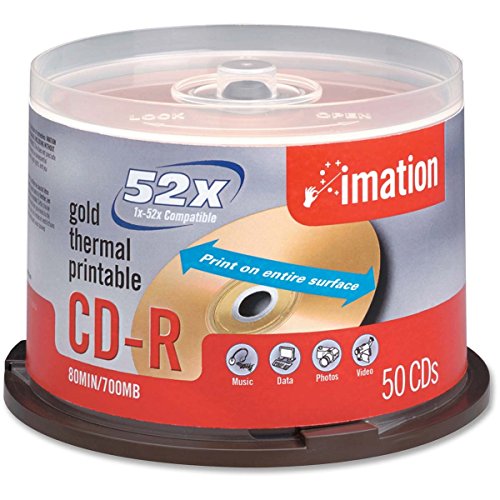 LOCK OPEN
52X
1x-52x Compatible
imation
gold
thermal
printable
Print on entire surface
CD-R
80MIN/700MB
Music Data Photos Video
50 CDs